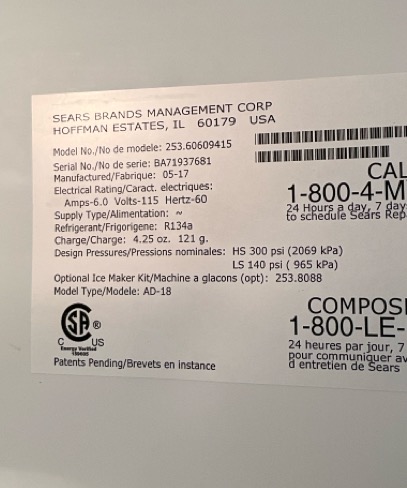 SEARS BRANDS MANAGEMENT CORP
HOFFMAN ESTATES, IL 60179 USA
Model No./No de modele: 253.60609415
Serial No./No de serie: BA71937681
Manufactured/Fabrique: 05-17
Electrical Rating/Caract. electriques:
Amps-6.0 Volts-115 Hertz-60
Supply Type/Alimentation: ~
Refrigerant/Frigorigene: R134a
Charge/Charge: 4.25 oz. 121 g.
Design Pressures/Pressions nominales: HS 300 psi (2069 kPa)
LS 140 psi ( 965 kPa)
Optional Ice Maker Kit/Machine a glacons (opt): 253.8088
Model Type/Modele: AD-18
CAL
1-800-4-M
24 Hours a day, 7 day
to schedule Sears Rep
COMPOS
1-800-LE-
24 heures par jour, 7
pour communiquer av
d entretien de Sears
SA ®
C US
Energy Verified
Patents Pending/Brevets en instance